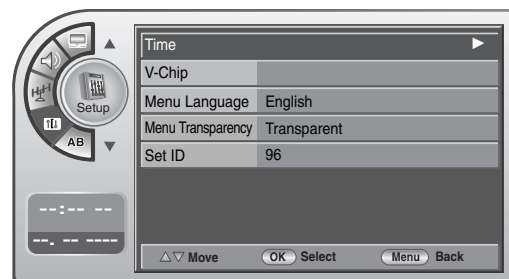 Time
V-Chip
Menu Language English
Menu Transparency Transparent
Set ID 96
Setup
AB
--:-- --
--. -- ----
Move OK Select Menu Back